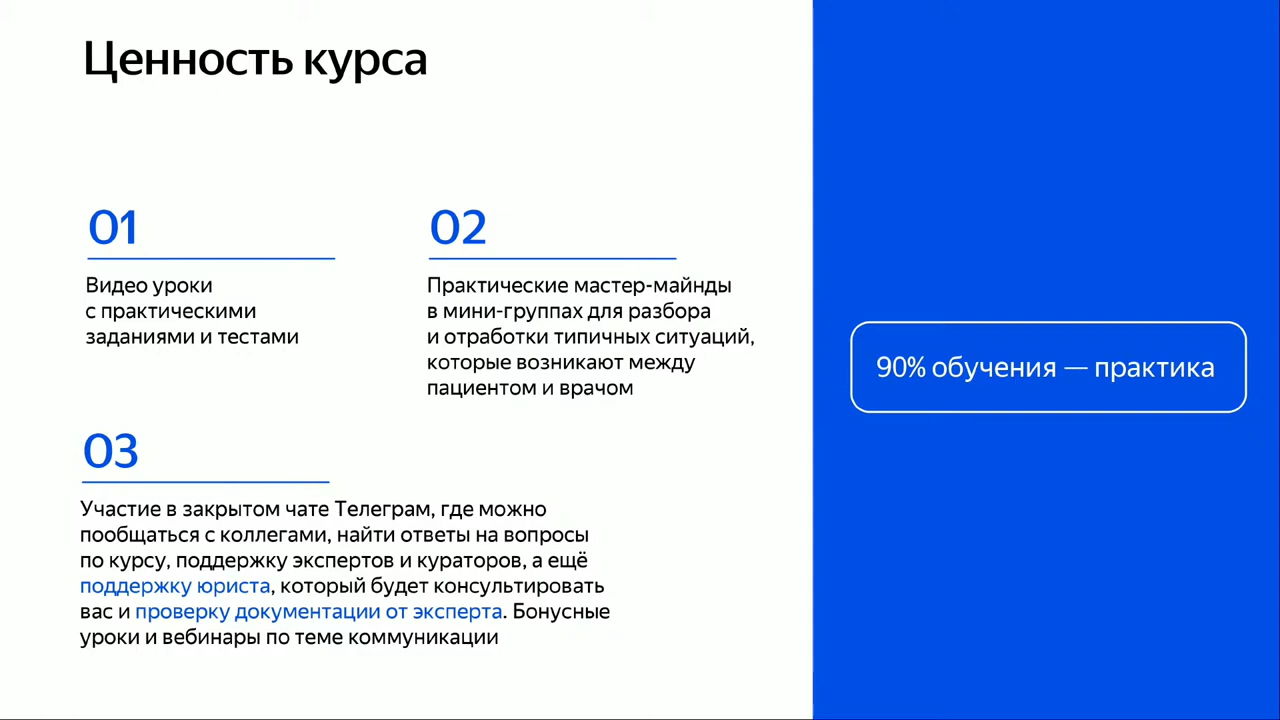 Ценность курса
01
Видео уроки
с практическими
заданиями и тестами
02
Практические мастер-майнды
в мини-группах для разбора
и отработки типичных ситуаций,
которые возникают между
пациентом и врачом
03
Участие в закрытом чате Телеграм, где можно
пообщаться с коллегами, найти ответы на вопросы
по курсу, поддержку экспертов и кураторов, а ещё
поддержку юриста, который будет консультировать
вас и проверку документации от эксперта. Бонусные
уроки и вебинары по теме коммуникации
90% обучения — практика